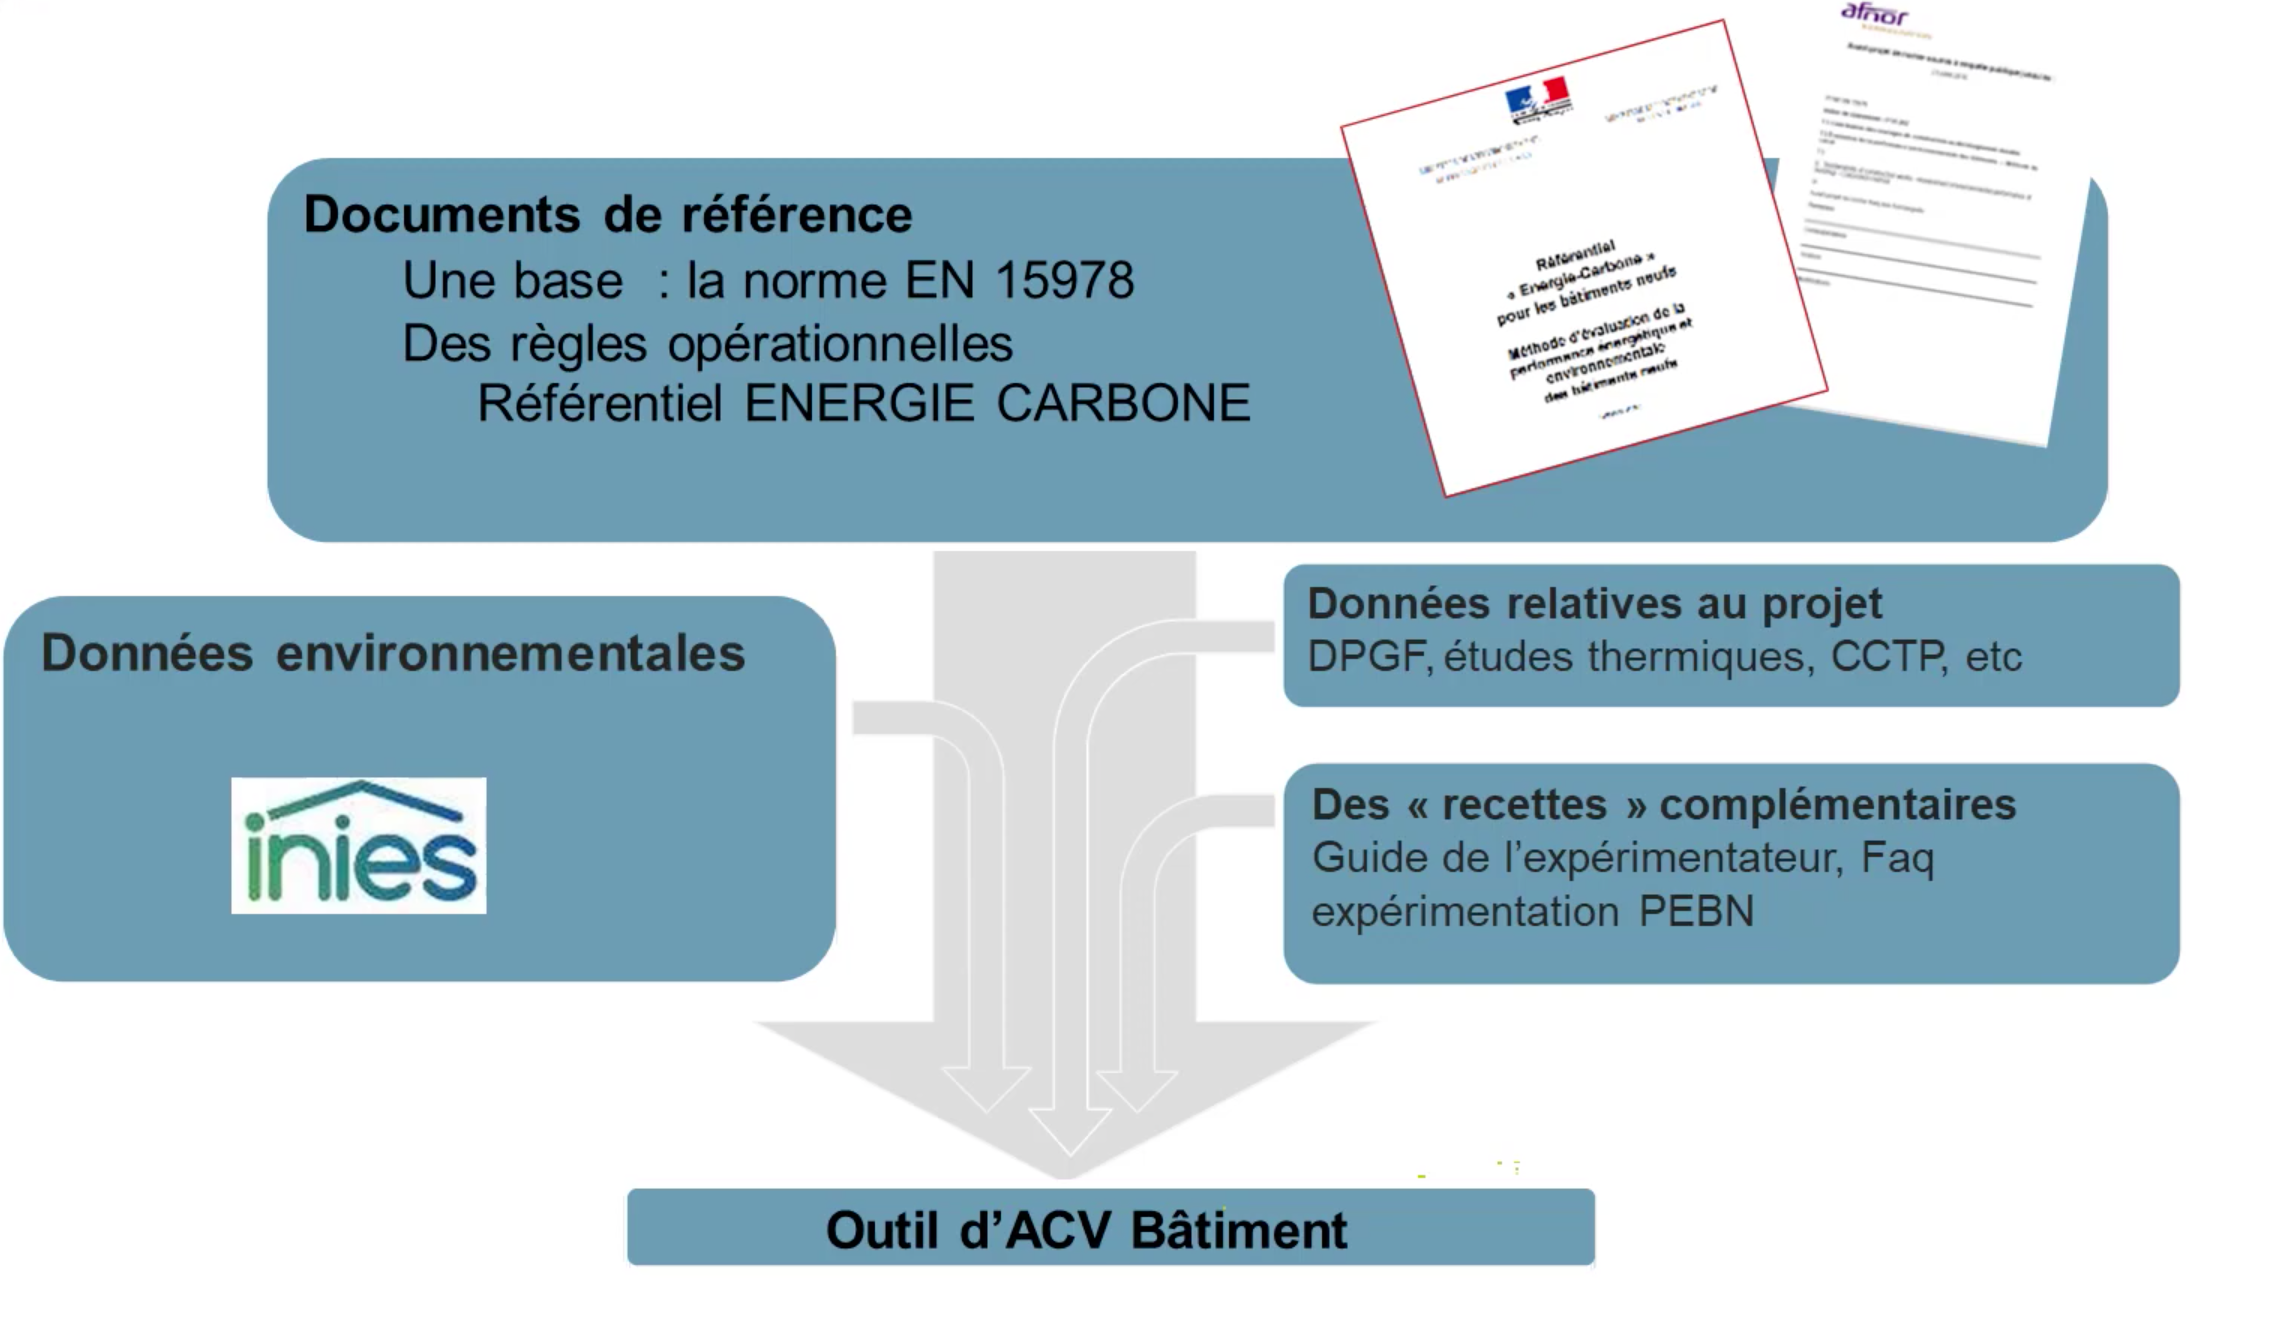 afnor
Documents de référence
Une base : la norme EN 15978
Des règles opérationnelles
Référentiel ENERGIE CARBONE
Référentiel
« Energie-Carbone »
pour les bâtiments neufs
Méthode d'évaluation de la
performance énergétique et
environnementale
des bâtiments neufs
Données environnementales
inies
Données relatives au projet
DPGF, études thermiques, CCTP, etc
Des « recettes » complémentaires
Guide de l’expérimentateur, Faq
expérimentation PEBN
Outil d’ACV Bâtiment